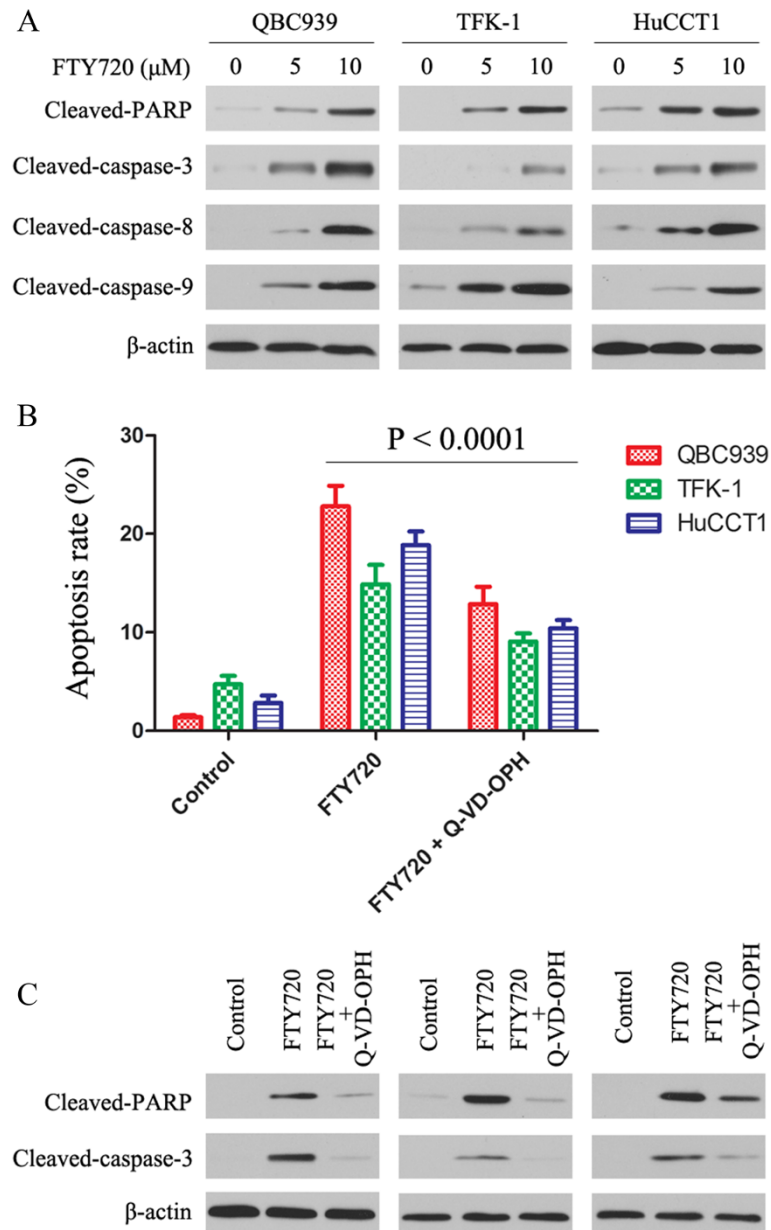 A
QBC939 TFK-1 HuCCT1
FTY720 (μM) 0 5 10 0 5 10 0 5 10
Cleaved-PARP
Cleaved-caspase-3
Cleaved-caspase-8
Cleaved-caspase-9
β-actin
B
Apoptosis rate (%)
30
20
10
0
P < 0.0001
QBC939
TFK-1
HuCCT1
Control
FTY720
FTY720 + Q-VD-OPH
C
Control
FTY720
FTY720
+
Q-VD-OPH
Control
FTY720
FTY720
+
Q-VD-OPH
Control
FTY720
FTY720
+
Q-VD-OPH
Cleaved-PARP
Cleaved-caspase-3
β-actin